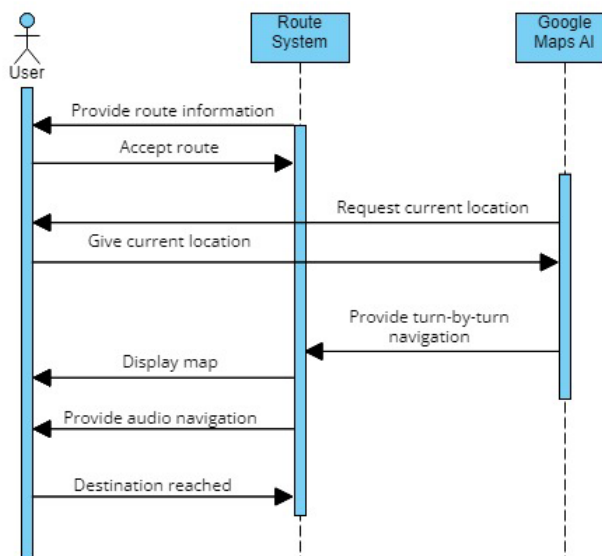 Route
System
Google
Maps AI
User
Provide route information
Accept route
Request current location
Give current location
Provide turn-by-turn
navigation
Display map
Provide audio navigation
Destination reached